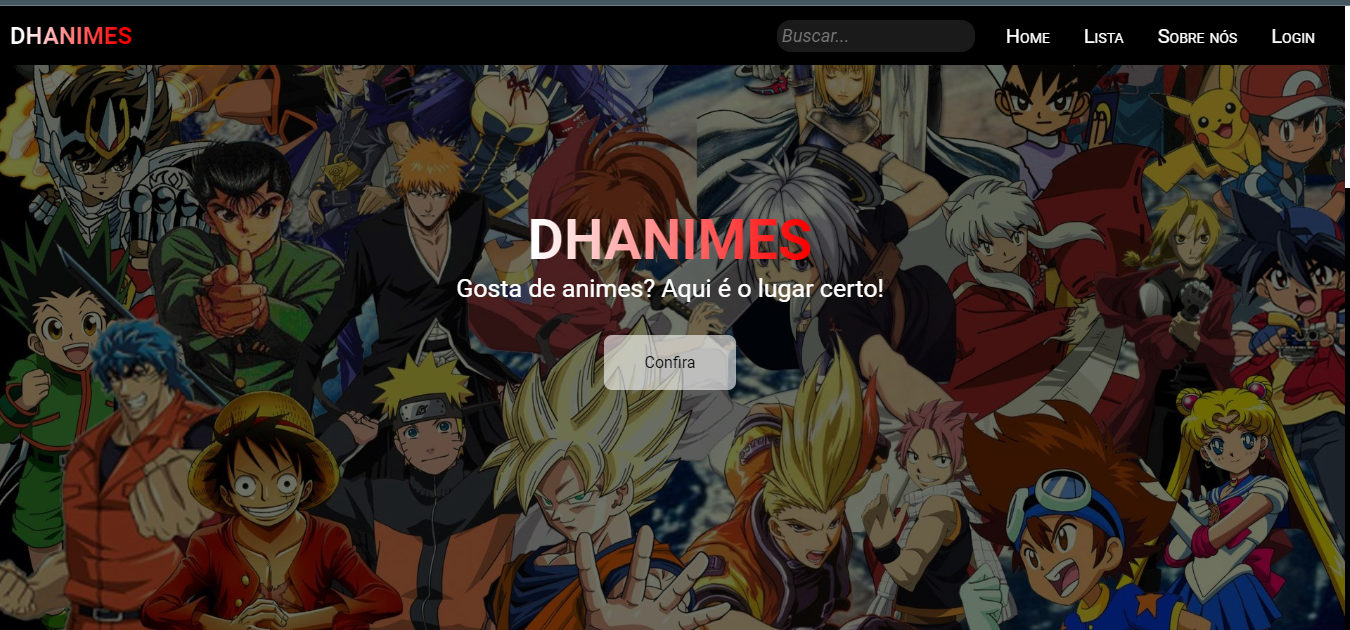 DHANIMES
Buscar... Home Lista Sobre nós Login
DHANIMES
Gosta de animes? Aqui é o lugar certo!
Confira